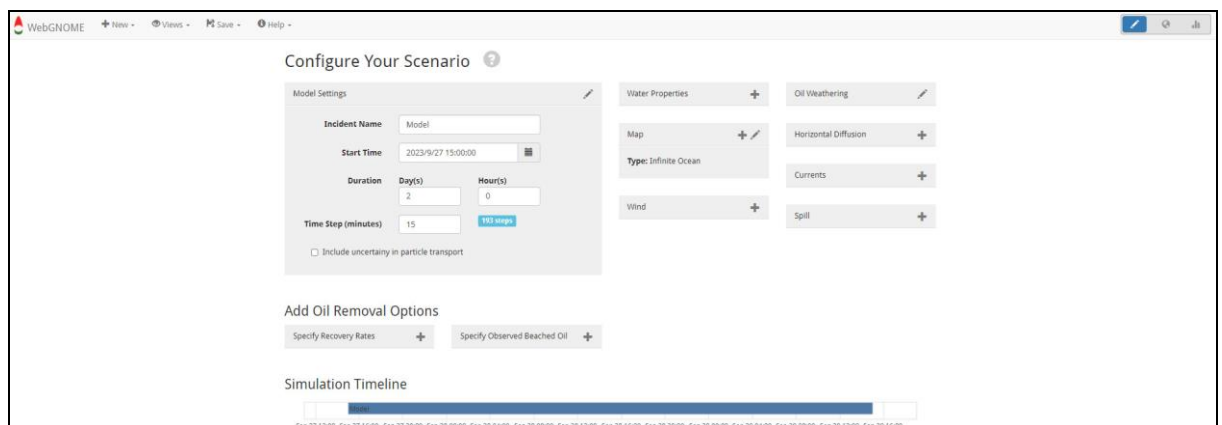 WebGNOME New Views Save Help
Configure Your Scenario ?
Model Settings
Incident Name Model
Start Time 2023/9/27 15:00:00
Duration Day(s) Hour(s)
2 0
Time Step (minutes) 15 193 steps
Include uncertainy in particle transport
Water Properties
Map
Type: Infinite Ocean
Wind
Oil Weathering
Horizontal Diffusion
Currents
Spill
Add Oil Removal Options
Specify Recovery Rates
Specify Observed Beached Oil
Simulation Timeline
Model